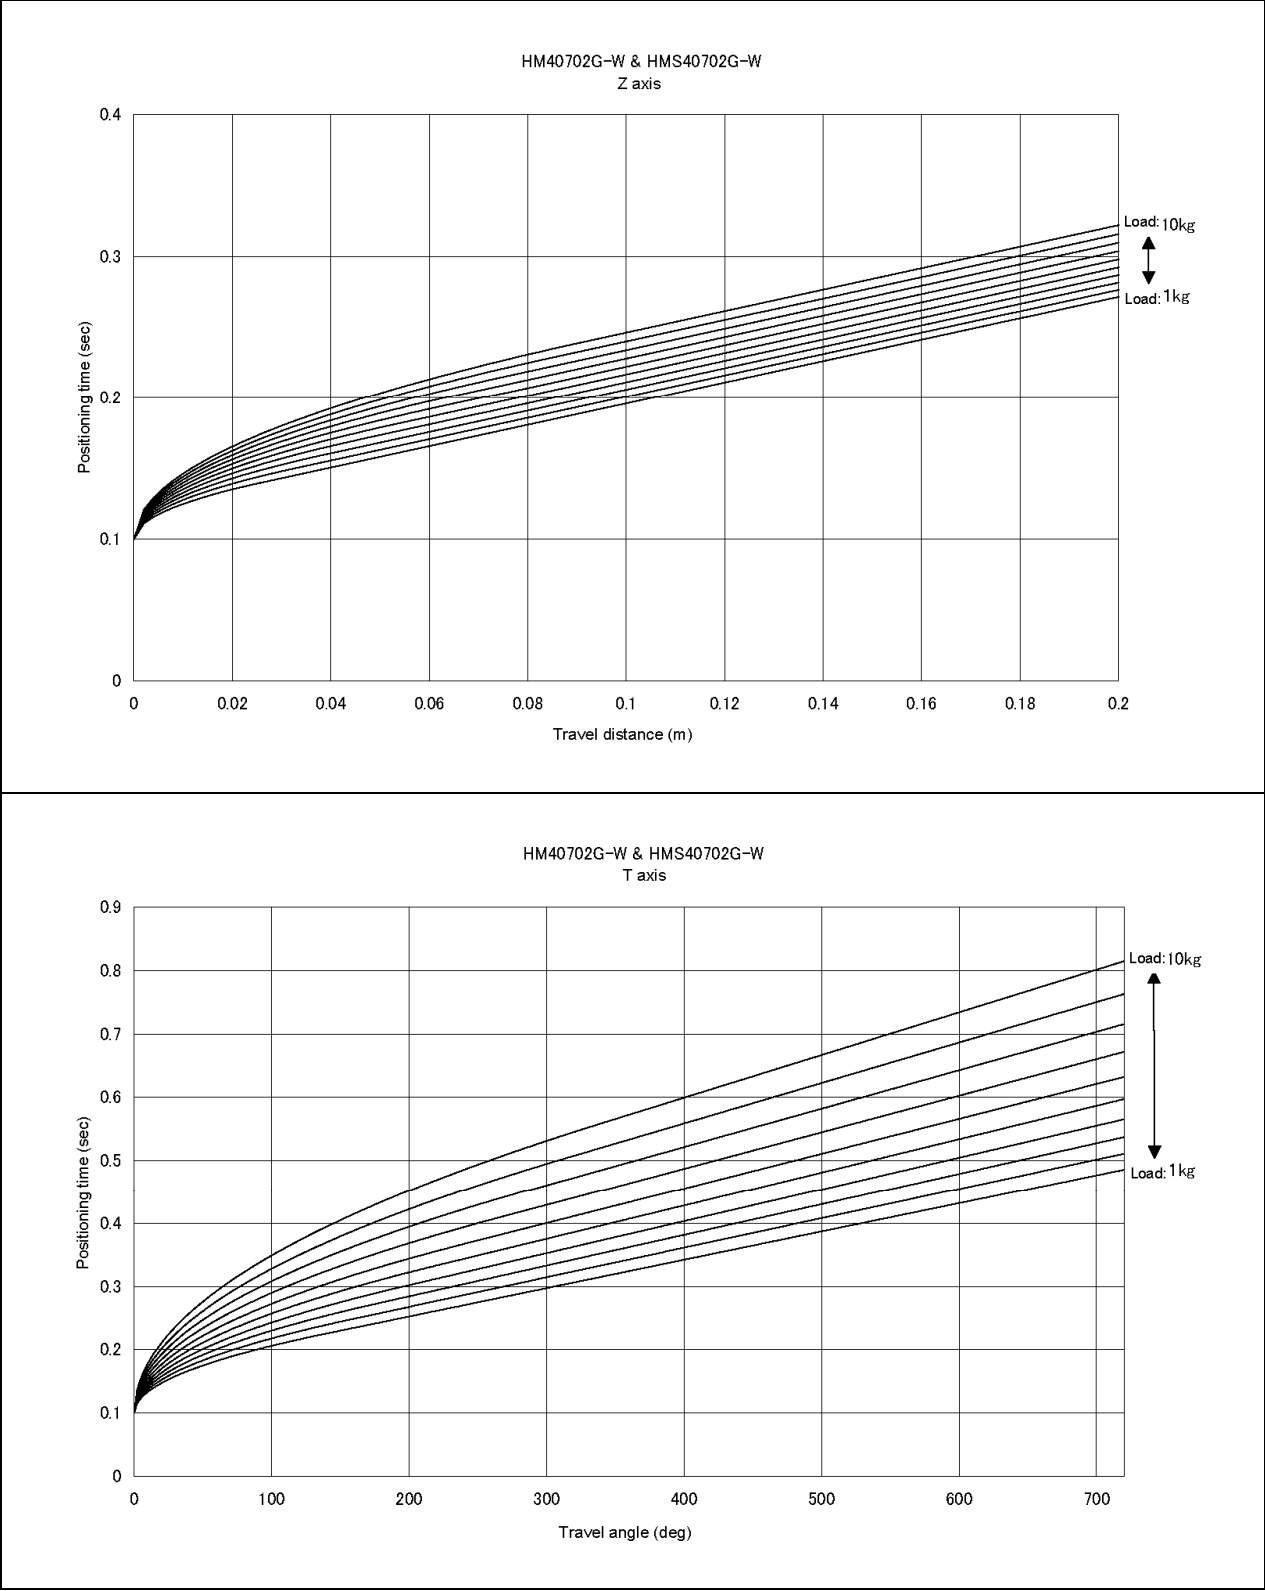 HM40702G-W & HMS40702G-W
Z axis
0.4
0.3
0.2
0.1
0
Positioning time (sec)
Load: 10kg
Load: 1kg
0 0.02 0.04 0.06 0.08 0.1 0.12 0.14 0.16 0.18 0.2
Travel distance (m)
HM40702G-W & HMS40702G-W
T axis
0.9
0.8
0.7
0.6
0.5
0.4
0.3
0.2
0.1
0
Positioning time (sec)
Load: 10kg
Load: 1kg
0 100 200 300 400 500 600 700
Travel angle (deg)